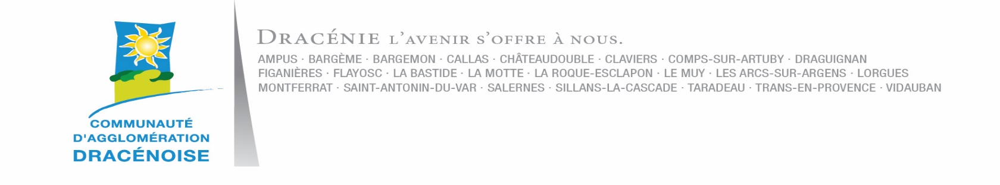 COMMUNAUTÉ
D'AGGLOMÉRATION
DRACÉNOISE
DRACÉNIE L'AVENIR S'OFFRE À NOUS.
AMPUS · BARGÈME · BARGEMON · CALLAS · CHÂTEAUDOUBLE · CLAVIERS · COMPS-SUR-ARTUBY · DRAGUIGNAN
FIGANIÈRES · FLAYOSC · LA BASTIDE · LA MOTTE · LA ROQUE-ESCLAPON · LE MUY · LES ARCS-SUR-ARGENS · LORGUES
MONTFERRAT · SAINT-ANTONIN-DU-VAR · SALERNES · SILLANS-LA-CASCADE · TARADEAU · TRANS-EN-PROVENCE · VIDAUBAN